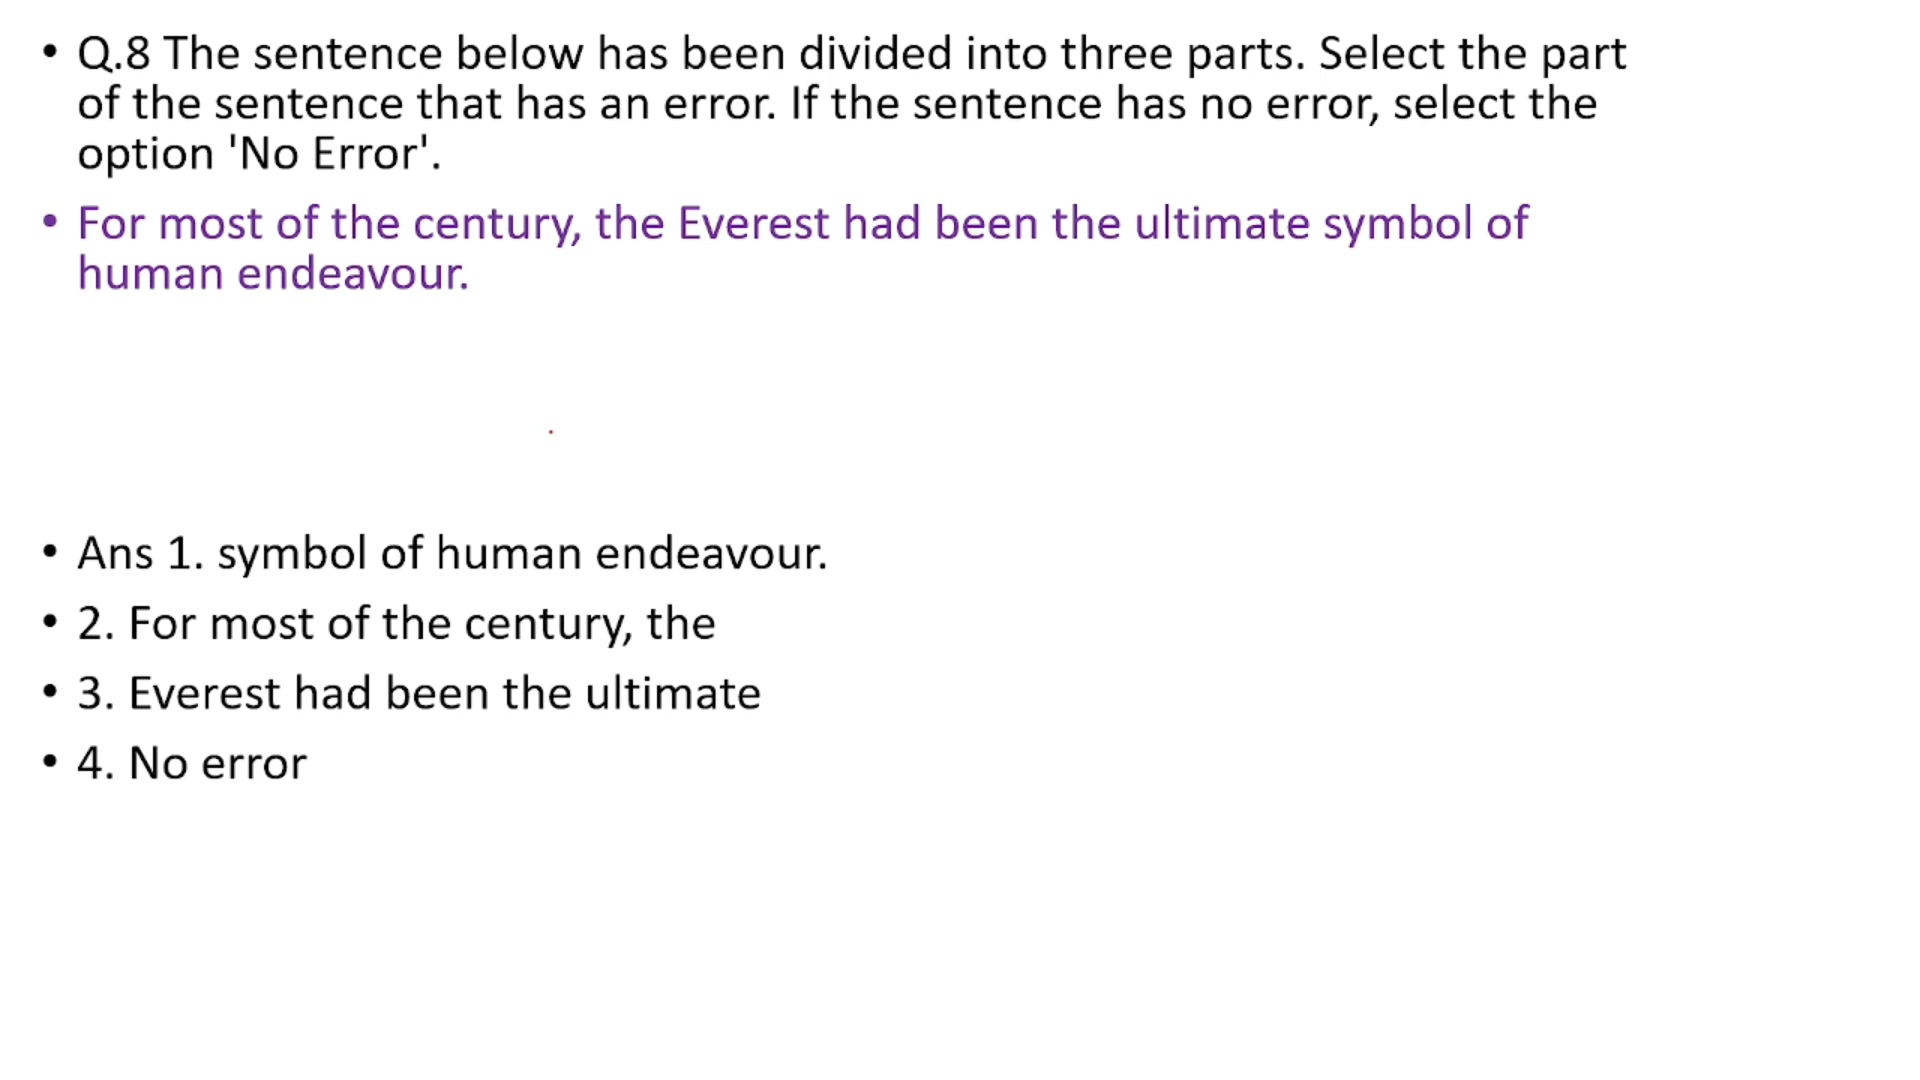 • Q.8 The sentence below has been divided into three parts. Select the part
of the sentence that has an error. If the sentence has no error, select the
option 'No Error'.
• For most of the century, the Everest had been the ultimate symbol of
human endeavour.
• Ans 1. symbol of human endeavour.
• 2. For most of the century, the
• 3. Everest had been the ultimate
• 4. No error